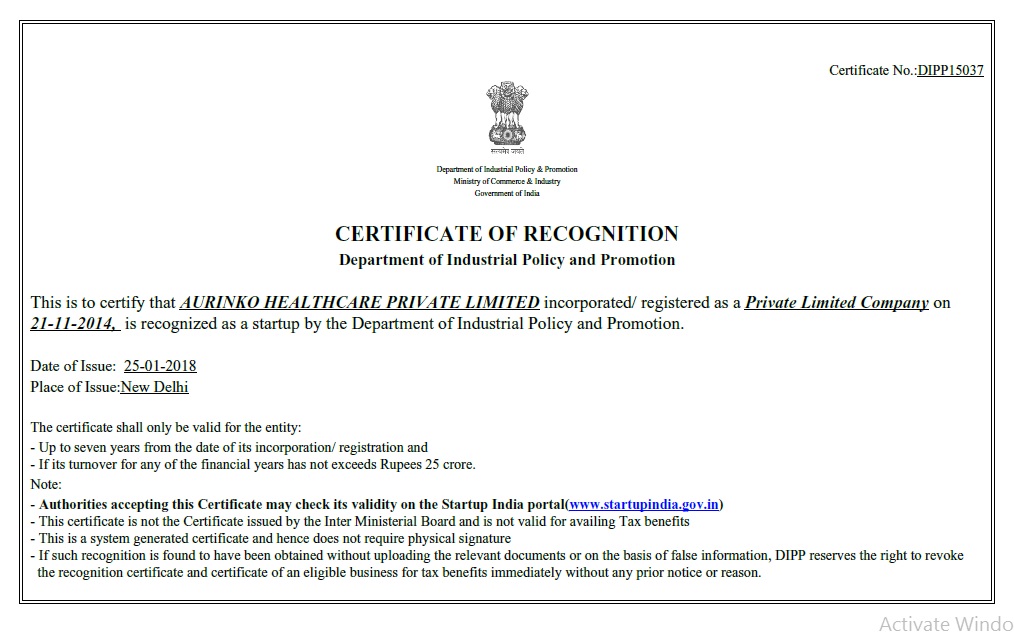 Certificate No.:DIPP15037
सत्यमेव जयते
Department of Industrial Policy & Promotion
Ministry of Commerce & Industry
Government of India
CERTIFICATE OF RECOGNITION
Department of Industrial Policy and Promotion
This is to certify that AURINKO HEALTHCARE PRIVATE LIMITED incorporated/ registered as a Private Limited Company on
21-11-2014, is recognized as a startup by the Department of Industrial Policy and Promotion.
Date of Issue: 25-01-2018
Place of Issue:New Delhi
The certificate shall only be valid for the entity:
- Up to seven years from the date of its incorporation/ registration and
- If its turnover for any of the financial years has not exceeds Rupees 25 crore.
Note:
- Authorities accepting this Certificate may check its validity on the Startup India portal(www.startupindia.gov.in)
- This certificate is not the Certificate issued by the Inter Ministerial Board and is not valid for availing Tax benefits
- This is a system generated certificate and hence does not require physical signature
- If such recognition is found to have been obtained without uploading the relevant documents or on the basis of false information, DIPP reserves the right to revoke
the recognition certificate and certificate of an eligible business for tax benefits immediately without any prior notice or reason.
Activate Windo